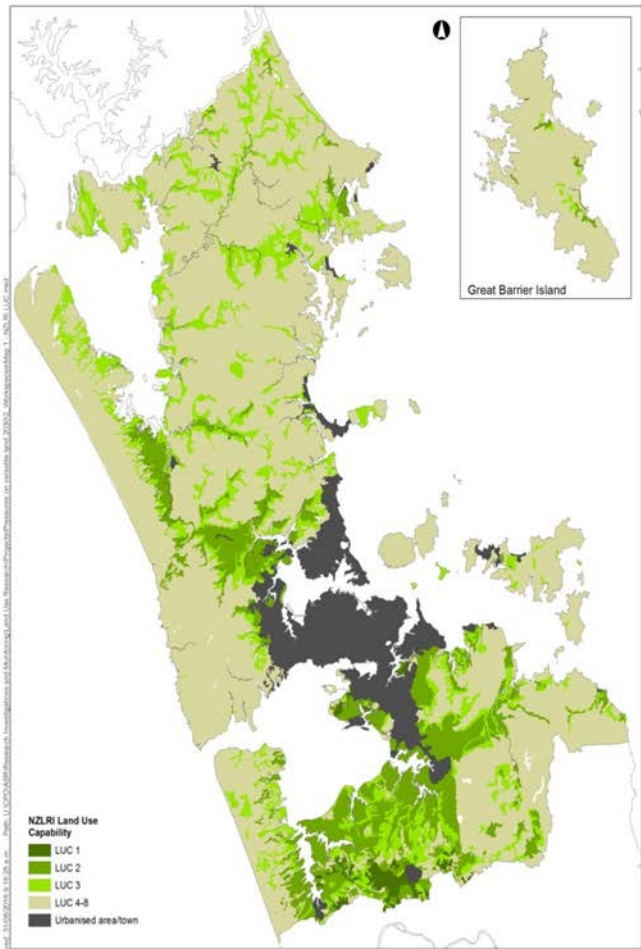 Great Barrier Island
NZLRI Land Use
Capability
LUC 1
LUC 2
LUC 3
LUC 4-8
Urbanised area/town